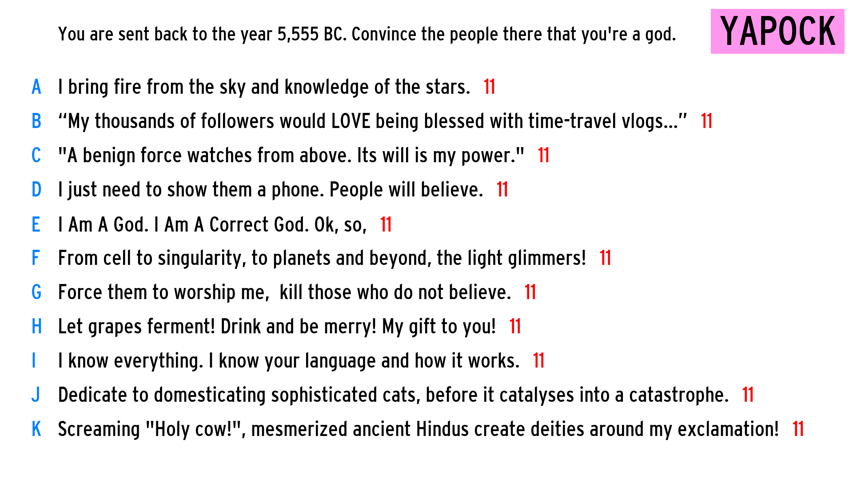 You are sent back to the year 5,555 BC. Convince the people there that you're a god.
YAPOCK
A I bring fire from the sky and knowledge of the stars. 11
B “My thousands of followers would LOVE being blessed with time-travel vlogs...” 11
C "A benign force watches from above. Its will is my power." 11
D I just need to show them a phone. People will believe. 11
E I Am A God. I Am A Correct God. Ok, so, 11
F From cell to singularity, to planets and beyond, the light glimmers! 11
G Force them to worship me,  kill those who do not believe. 11
H Let grapes ferment! Drink and be merry! My gift to you! 11
I I know everything. I know your language and how it works. 11
J Dedicate to domesticating sophisticated cats, before it catalyses into a catastrophe. 11
K Screaming "Holy cow!", mesmerized ancient Hindus create deities around my exclamation! 11